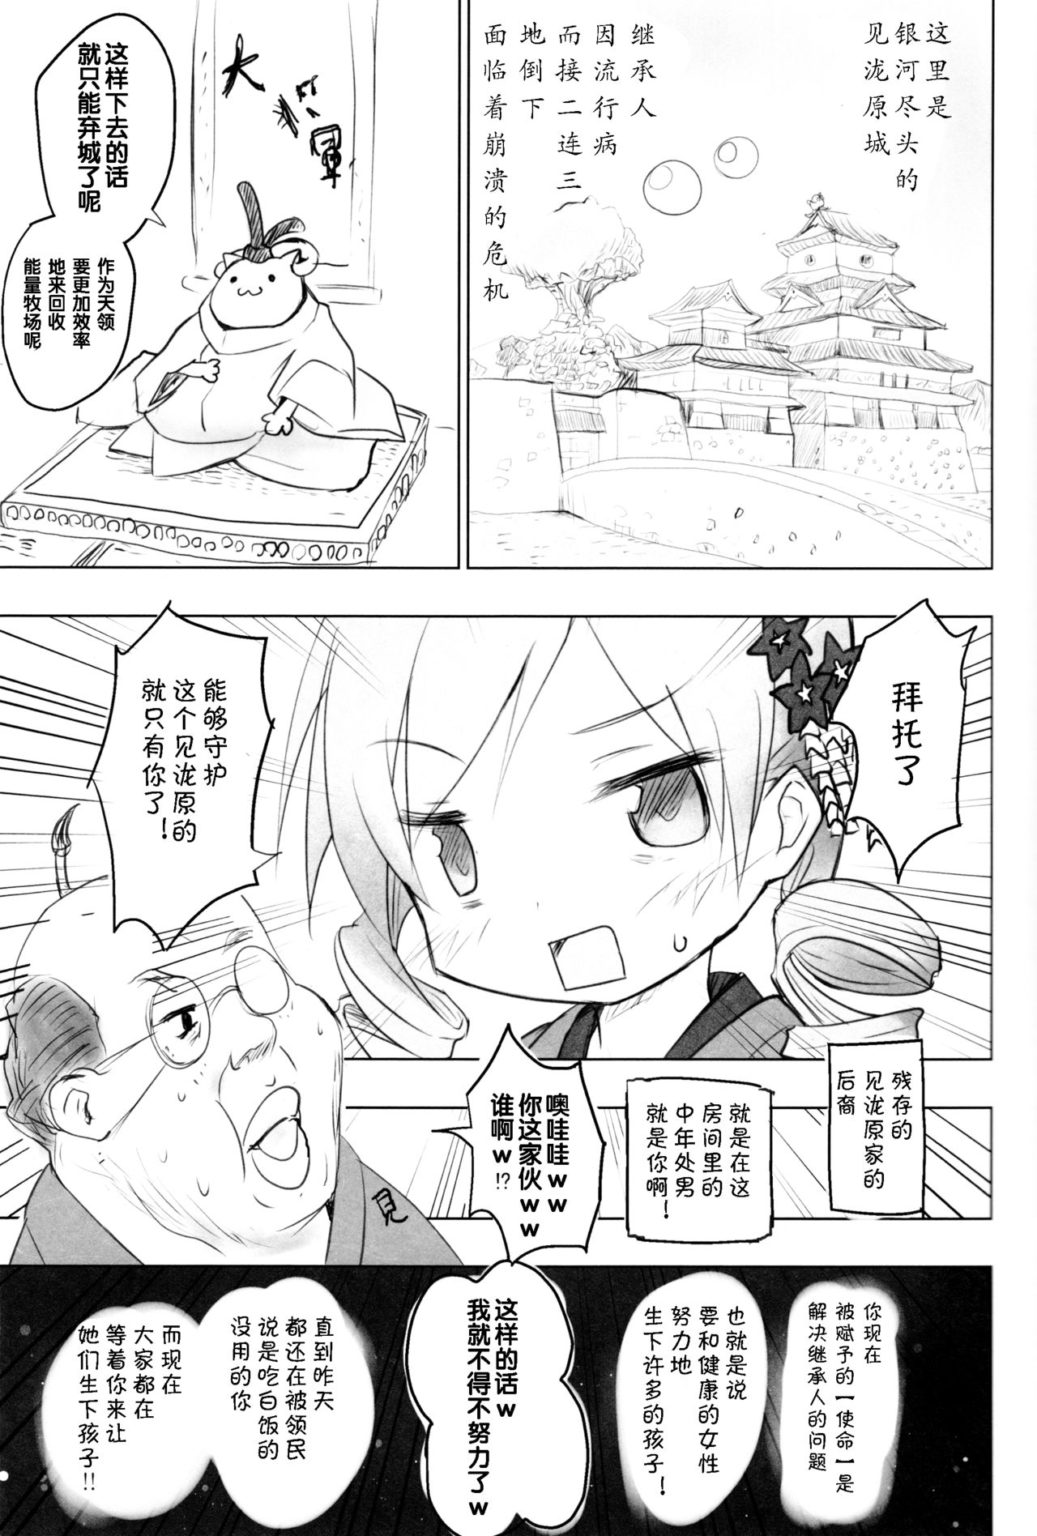 这里是
银河尽头的
见泷原城
继承人
因流行病
而接二连三
地倒下
面临着崩溃的危机
大
軍
这样下去的话
就只能弃城了呢
作为天领
要更加效率
地来回收
能量牧场呢
拜托了
能够守护
这个见泷原的
就只有你了！
残存的
见泷原家的
后裔
就是在这
房间里的
中年处男
就是你啊！
噢哇哇ww
你这家伙ww
谁啊w⁉
見
你现在
被赋予的【使命】是
解决继承人的问题
也就是说
要和健康的女性
努力地
生下许多的孩子！
这样的话w
我就不得不努力了w
直到昨天
都还在被领民
说是吃白饭的
没用的你
而现在
大家都在
等着你来让
她们生下孩子!!